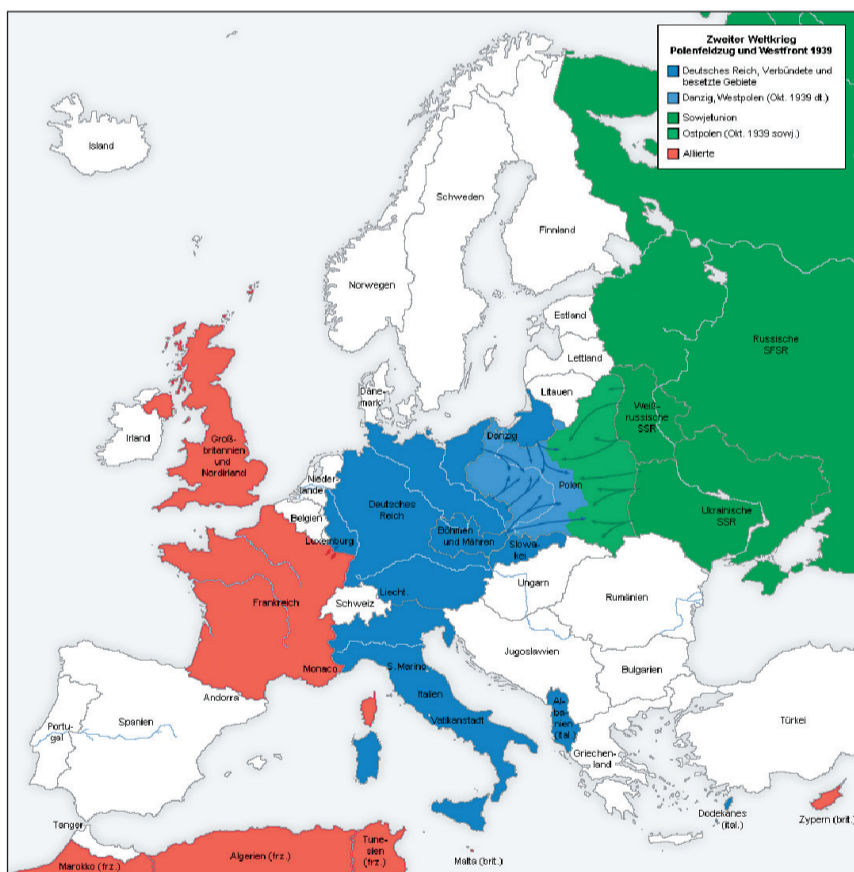 Zweiter Weltkrieg
Polenfeldzug und Westfront 1939
Deutsches Reich, Verbündete und
besetzte Gebiete
Danzig, Westpolen (Okt. 1939 dt.)
Sowjetunion
Ostpolen (Okt. 1939 sowj.)
Alliierte
Island
Schweden
Finnland
Norwegen
Estland
Russische
SFSR
Lettland
Däne-
mark
Litauen
Weiß-
russische
SSR
Irland
Groß-
britannien
und
Nordirland
Danzig
Nieder-
lande
Polen
Deutsches
Reich
Belgien
Ukrainische
SSR
Böhmen
und Mähren
Luxemburg
Slowa-
kei
Ungarn
Liecht.
Schweiz
Rumänien
Frankreich
Jugoslawien
Monaco
S. Marino
Bulgarien
Andorra
Italien
Al-
ba-
nien
(ital.)
Portu-
gal
Spanien
Vatikanstadt
Türkei
Griechen-
land
Dodekanes
(ital.)
Zypern (brit.)
Tanger
Marokko (frz.)
Algerien (frz.)
Tune-
sien
(frz.)
Malta (brit.)